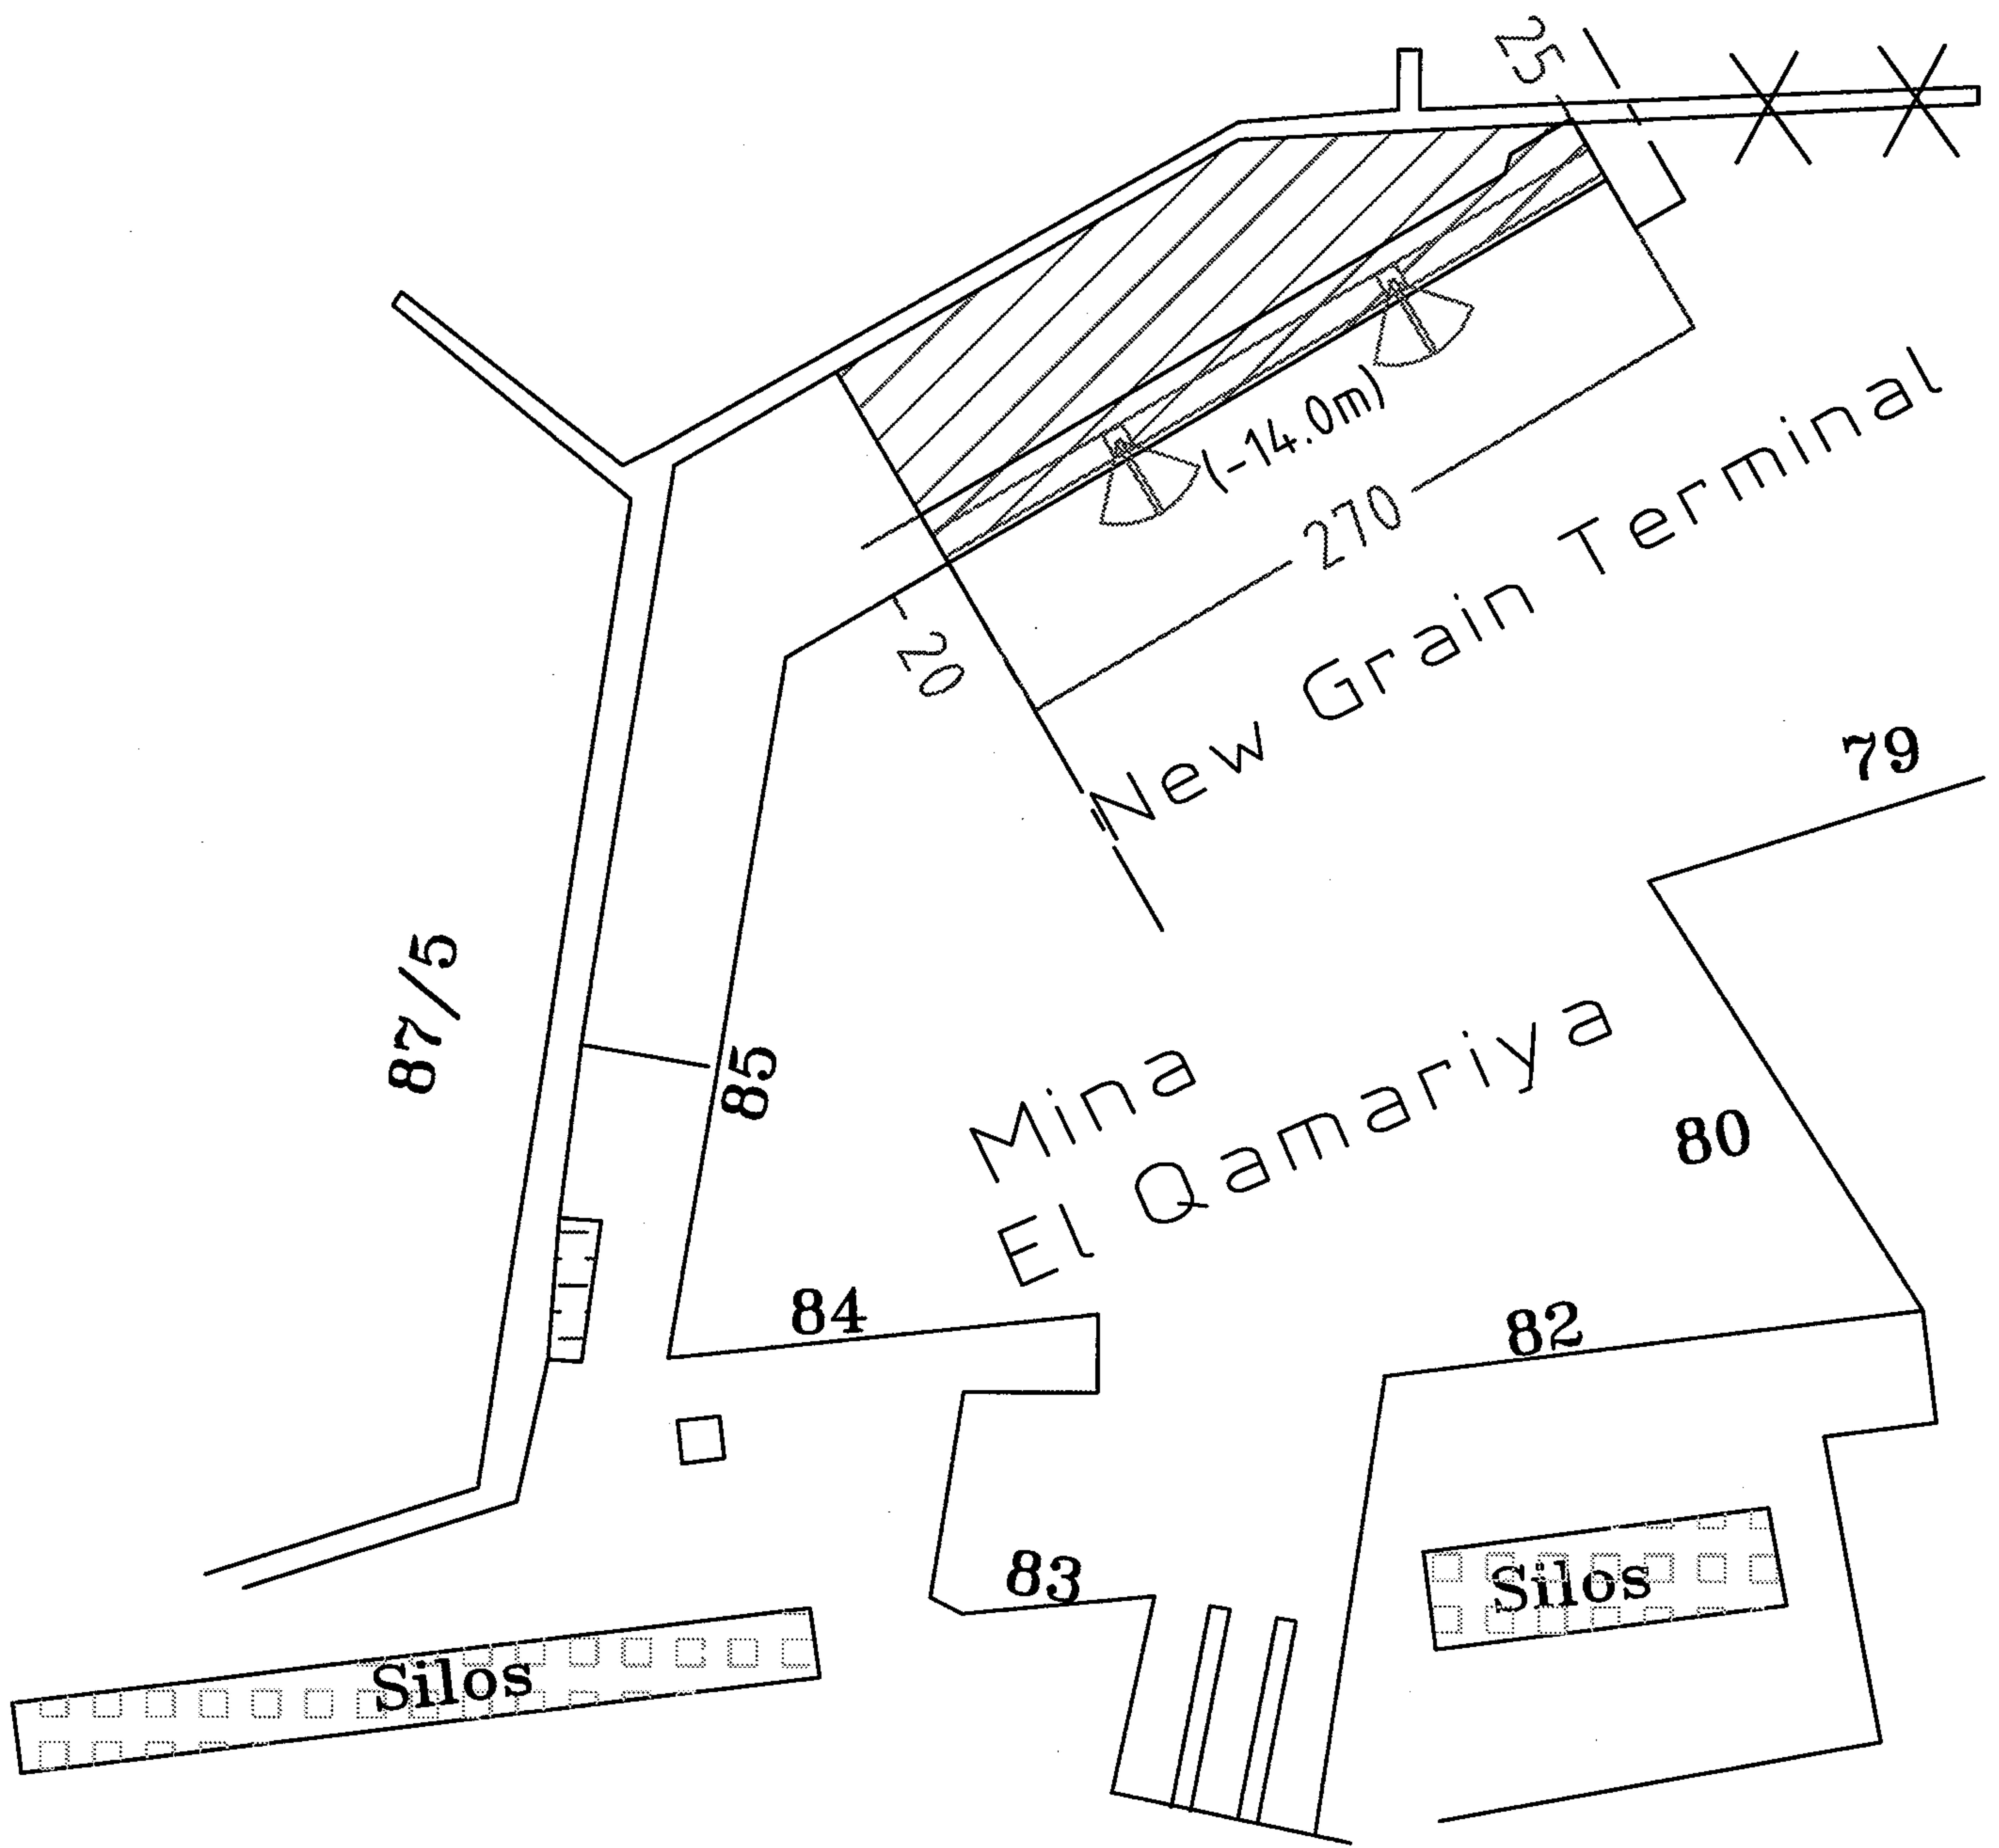 25
(-14.0m)
270
New Grain Terminal
20
79
87/5
85
Mina
El Qamariya
80
84
82
83
Silos
Silos